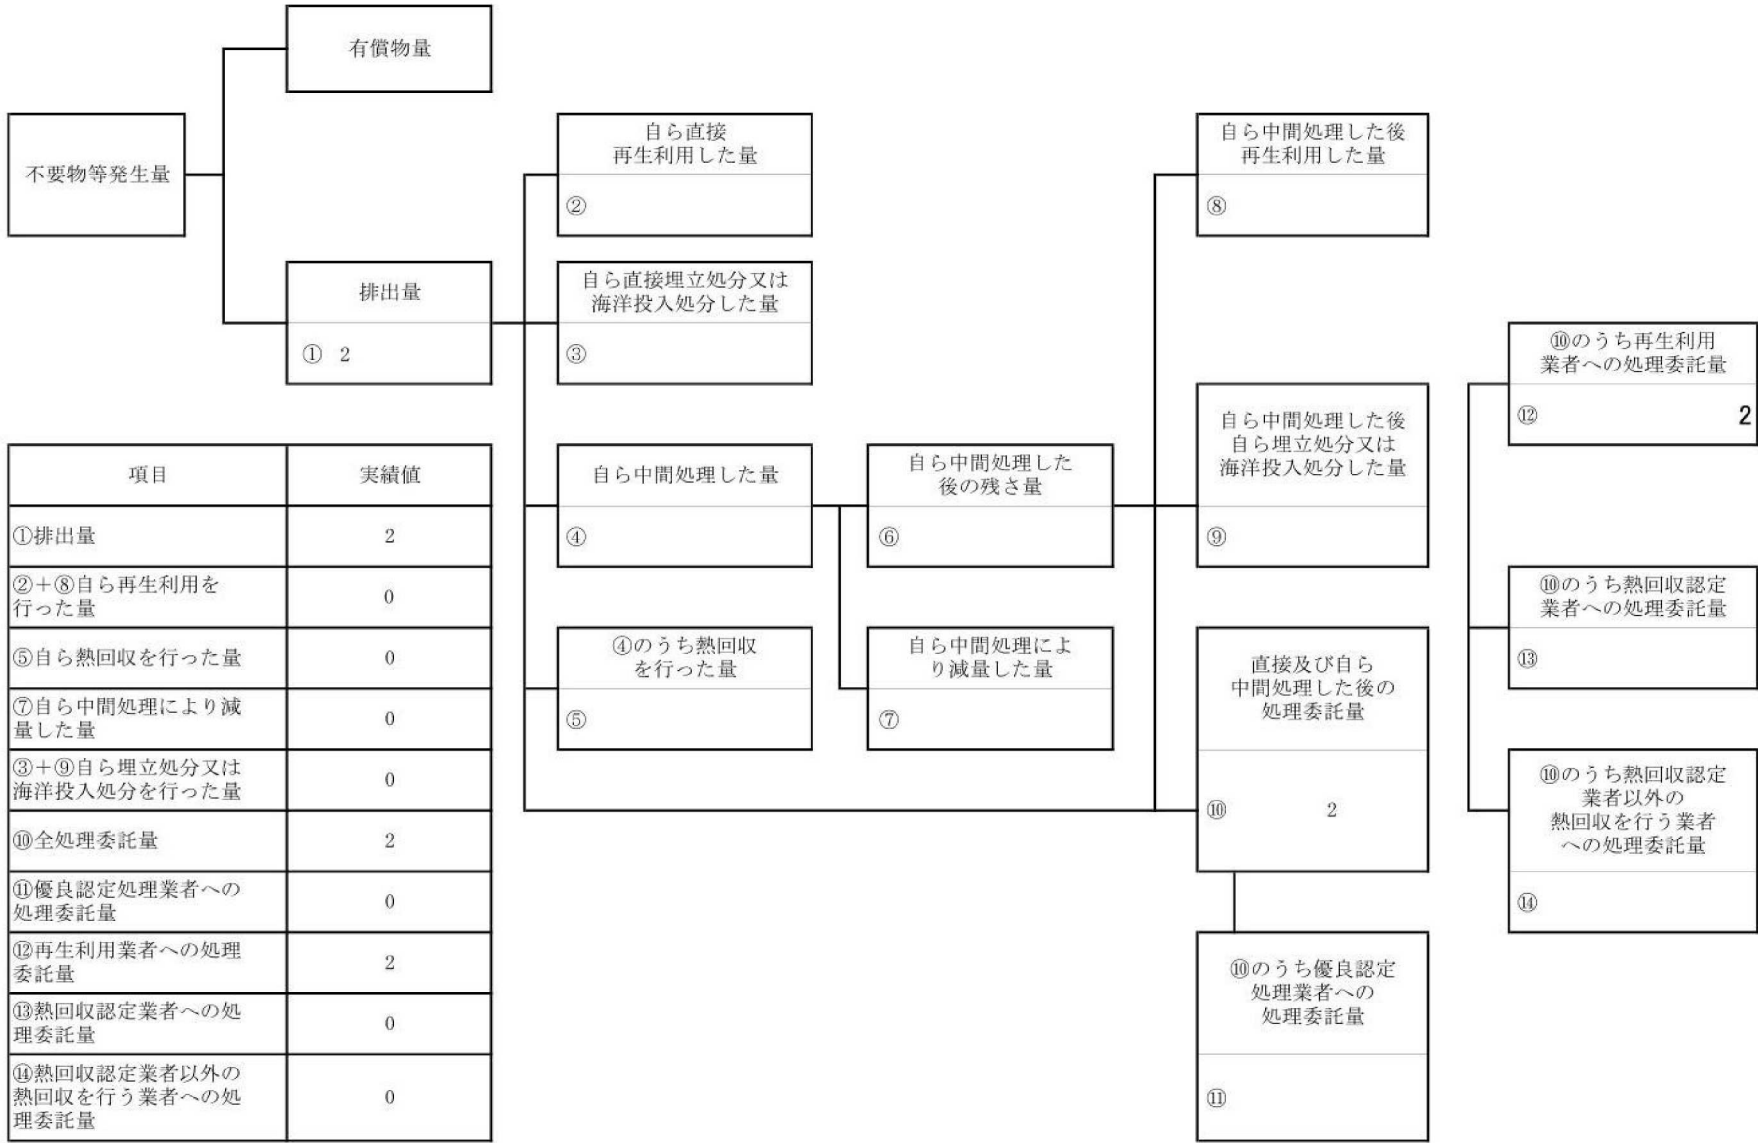 有償物量
不要物等発生量
排出量
① 2
自ら直接
再生利用した量
②
自ら直接埋立処分又は
海洋投入処分した量
③
自ら中間処理した量
④
④のうち熱回収
を行った量
⑤
自ら中間処理した
後の残さ量
⑥
自ら中間処理によ
り減量した量
⑦
自ら中間処理した後
再生利用した量
⑧
自ら中間処理した後
自ら埋立処分又は
海洋投入処分した量
⑨
直接及び自ら
中間処理した後の
処理委託量
⑩ 2
⑩のうち優良認定
処理業者への
処理委託量
⑪
⑩のうち再生利用
業者への処理委託量
⑫ 2
⑩のうち熱回収認定
業者への処理委託量
⑬
⑩のうち熱回収認定
業者以外の
熱回収を行う業者
への処理委託量
⑭
項目 実績値
①排出量 2
②＋⑧自ら再生利用を
行った量 0
⑤自ら熱回収を行った量 0
⑦自ら中間処理により減
量した量 0
③＋⑨自ら埋立処分又は
海洋投入処分を行った量 0
⑩全処理委託量 2
⑪優良認定処理業者への
処理委託量 0
⑫再生利用業者への処理
委託量 2
⑬熱回収認定業者への処
理委託量 0
⑭熱回収認定業者以外の
熱回収を行う業者への処 0
理委託量